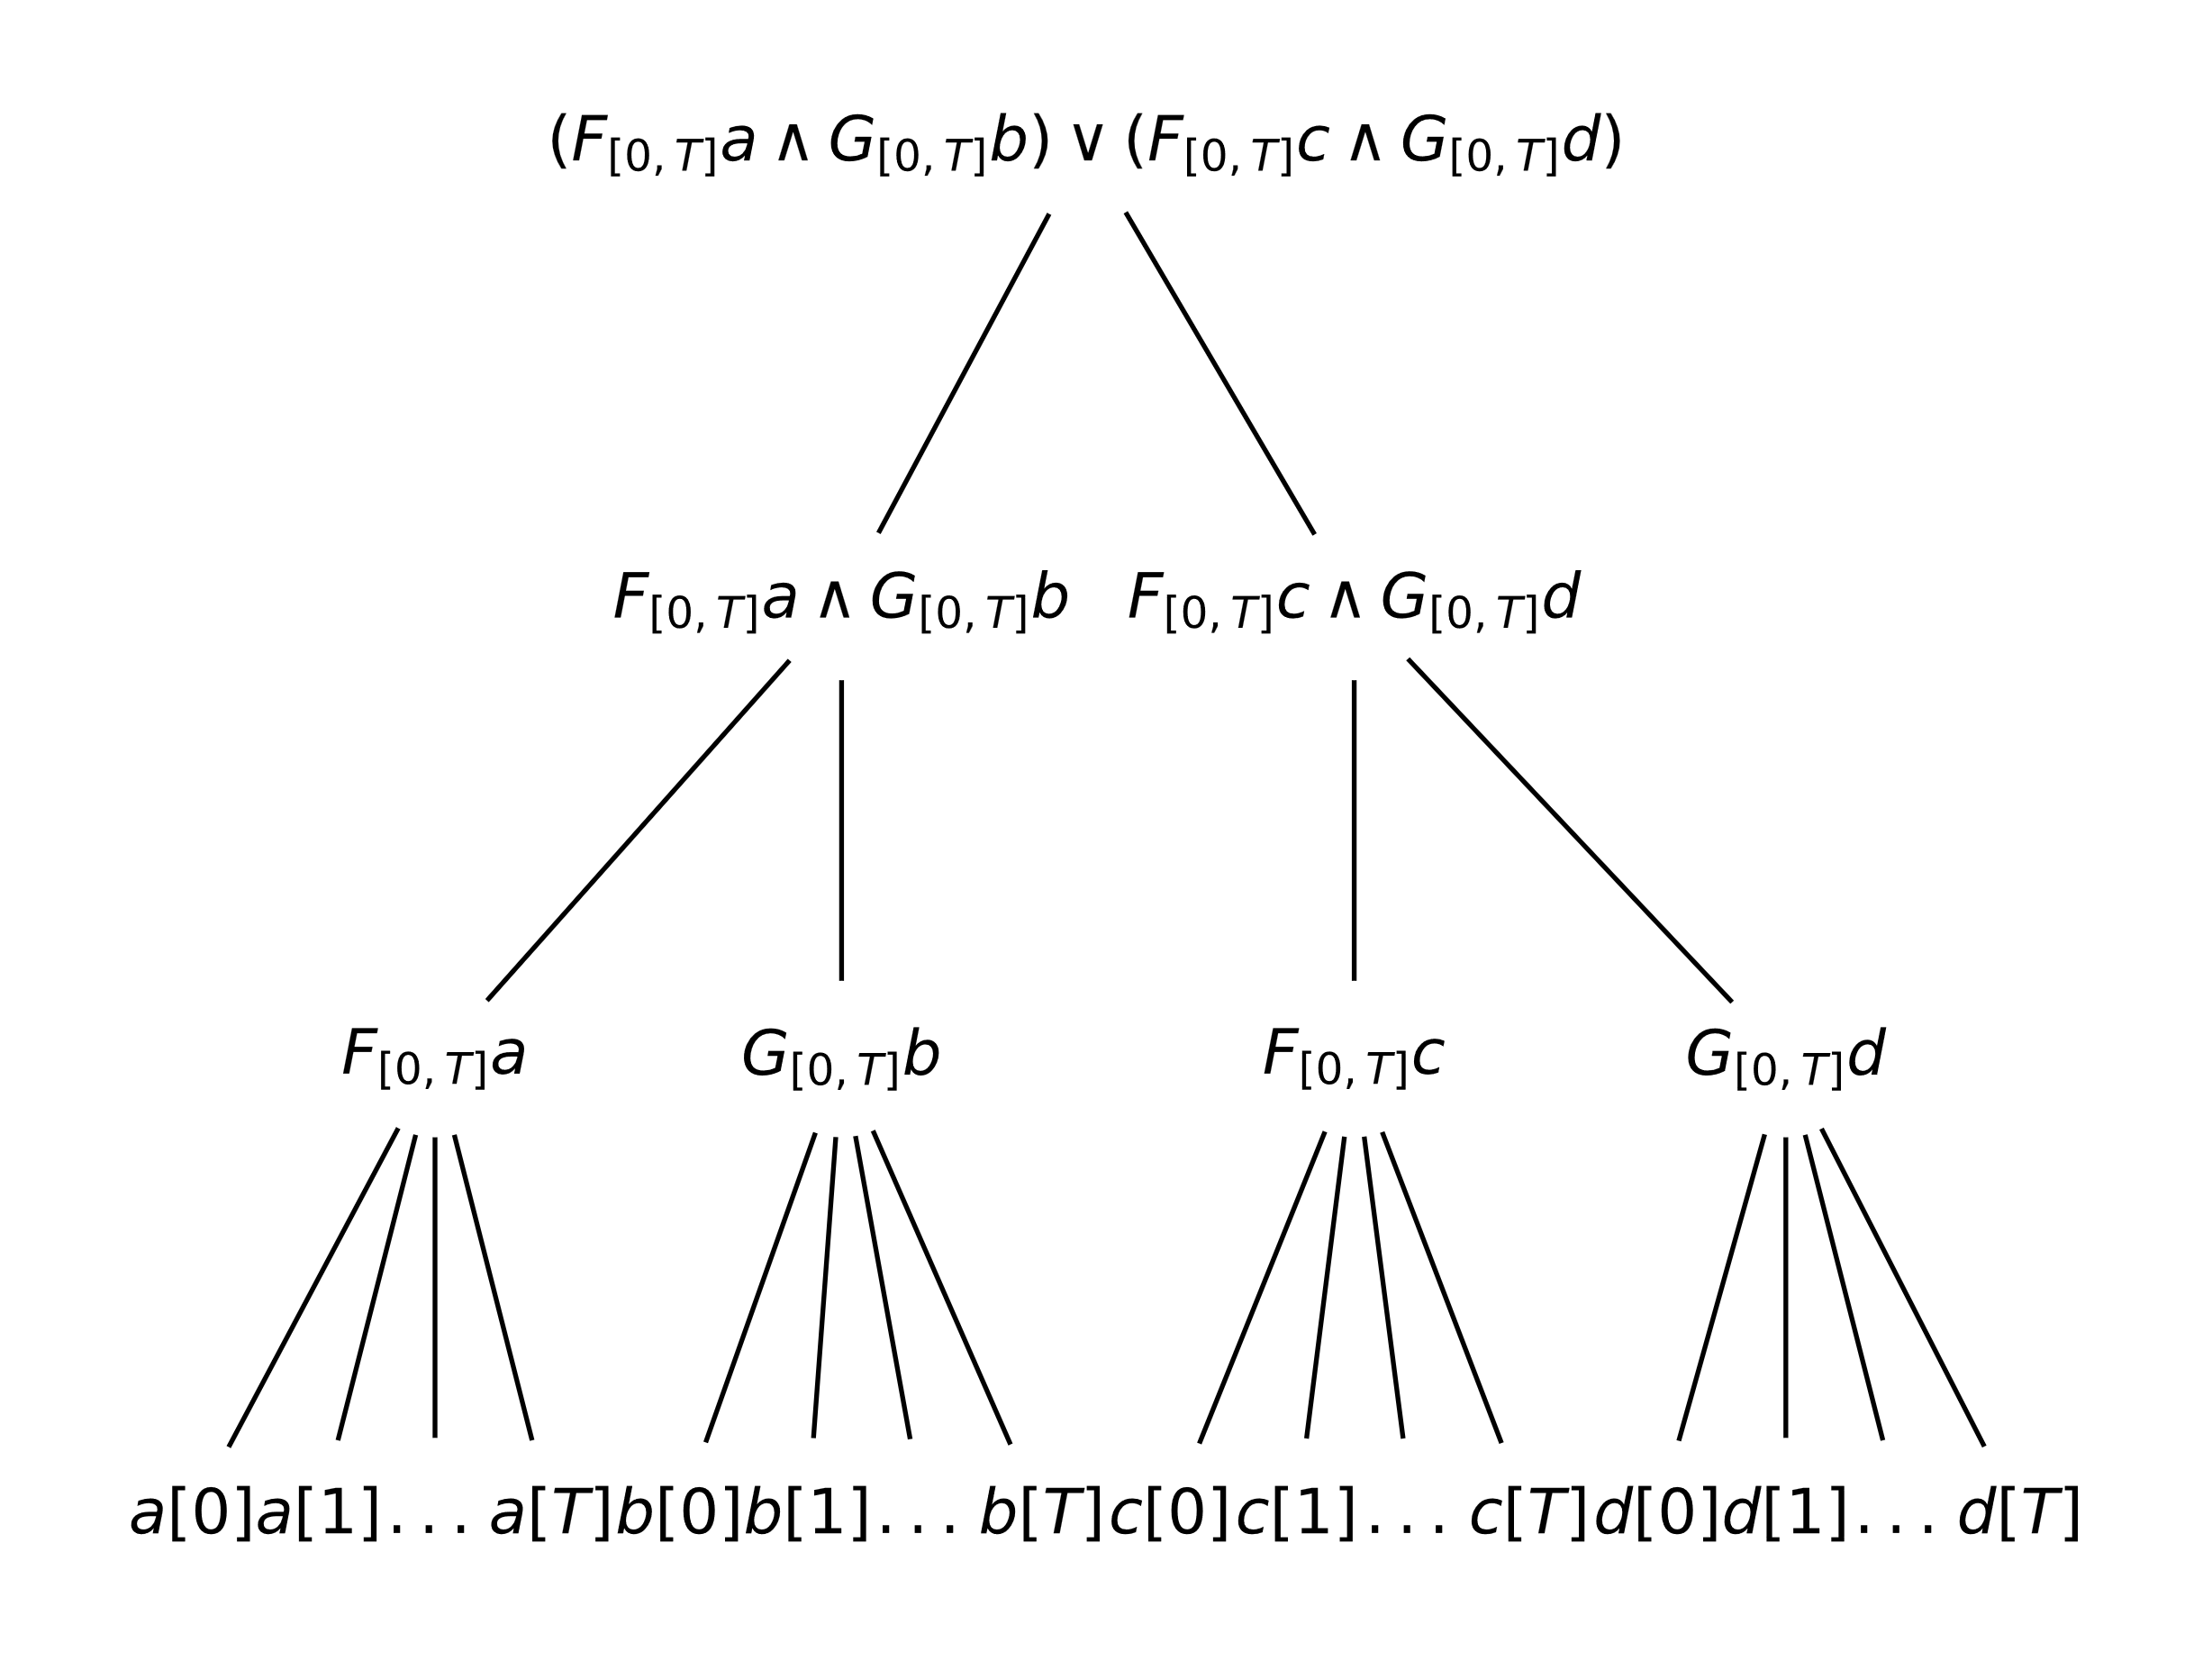 (F[0, T]a ∧ G[0, T]b) ∨ (F[0, T]c ∧ G[0, T]d)
F[0, T]a ∧ G[0, T]b F[0, T]c ∧ G[0, T]d
F[0, T]a G[0, T]b F[0, T]c G[0, T]d
a[0]a[1]... a[T]b[0]b[1]... b[T]c[0]c[1]... c[T]d[0]d[1]... d[T]